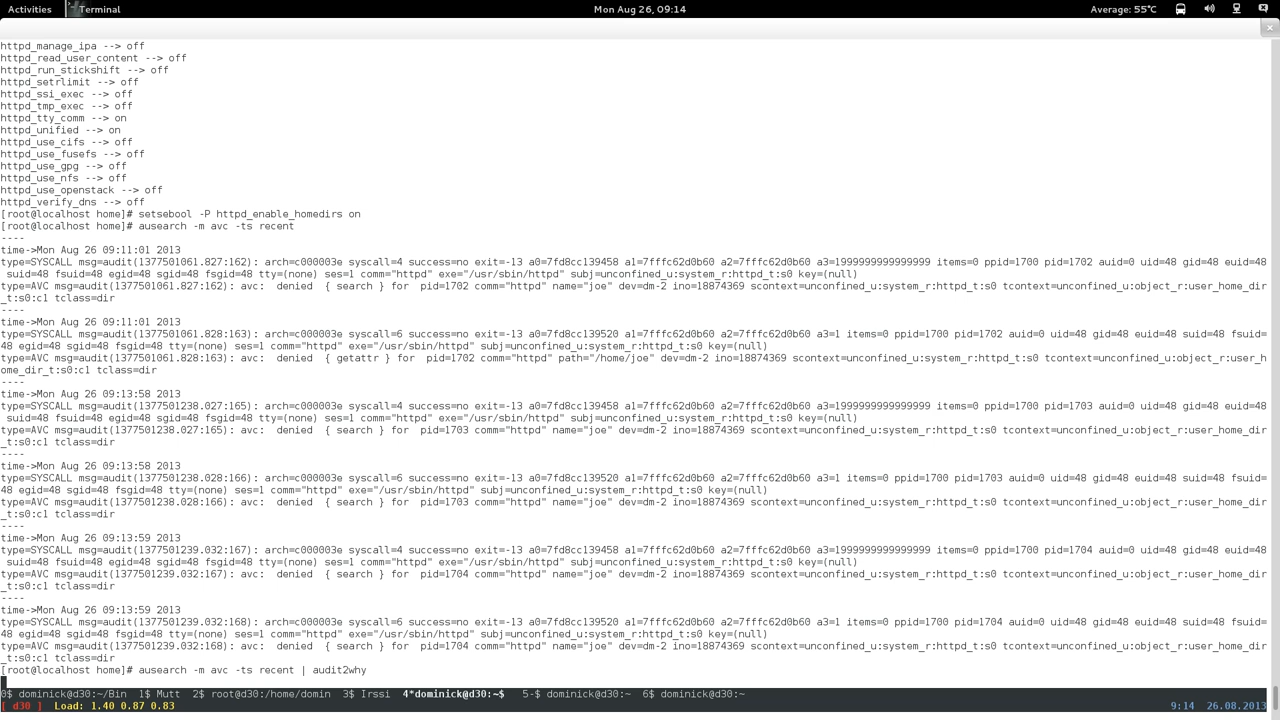 Activities Terminal Mon Aug 26, 09:14 Average: 55°C
httpd_manage_ipa --> off
httpd_read_user_content --> off
httpd_run_stickshift --> off
httpd_setrlimit --> off
httpd_ssi_exec --> off
httpd_tmp_exec --> off
httpd_tty_comm --> on
httpd_unified --> on
httpd_use_cifs --> off
httpd_use_fusefs --> off
httpd_use_gpg --> off
httpd_use_nfs --> off
httpd_use_openstack --> off
httpd_verify_dns --> off
[root@localhost home]# setsebool -P httpd_enable_homedirs on
[root@localhost home]# ausearch -m avc -ts recent
----
time->Mon Aug 26 09:11:01 2013
type=SYSCALL msg=audit(1377501061.827:162): arch=c000003e syscall=4 success=no exit=-13 a0=7fd8cc139458 a1=7fffc62d0b60 a2=7fffc62d0b60 a3=1999999999999999 items=0 ppid=1700 pid=1702 auid=0 uid=48 gid=48 euid=48
 suid=48 fsuid=48 egid=48 sgid=48 fsgid=48 tty=(none) ses=1 comm="httpd" exe="/usr/sbin/httpd" subj=unconfined_u:system_r:httpd_t:s0 key=(null)
type=AVC msg=audit(1377501061.827:162): avc:  denied  { search } for  pid=1702 comm="httpd" name="joe" dev=dm-2 ino=18874369 scontext=unconfined_u:system_r:httpd_t:s0 tcontext=unconfined_u:object_r:user_home_dir
_t:s0:c1 tclass=dir
----
time->Mon Aug 26 09:11:01 2013
type=SYSCALL msg=audit(1377501061.828:163): arch=c000003e syscall=6 success=no exit=-13 a0=7fd8cc139520 a1=7fffc62d0b60 a2=7fffc62d0b60 a3=1 items=0 ppid=1700 pid=1702 auid=0 uid=48 gid=48 euid=48 suid=48 fsuid=
48 egid=48 sgid=48 fsgid=48 tty=(none) ses=1 comm="httpd" exe="/usr/sbin/httpd" subj=unconfined_u:system_r:httpd_t:s0 key=(null)
type=AVC msg=audit(1377501061.828:163): avc:  denied  { getattr } for  pid=1702 comm="httpd" path="/home/joe" dev=dm-2 ino=18874369 scontext=unconfined_u:system_r:httpd_t:s0 tcontext=unconfined_u:object_r:user_h
ome_dir_t:s0:c1 tclass=dir
----
time->Mon Aug 26 09:13:58 2013
type=SYSCALL msg=audit(1377501238.027:165): arch=c000003e syscall=4 success=no exit=-13 a0=7fd8cc139458 a1=7fffc62d0b60 a2=7fffc62d0b60 a3=1999999999999999 items=0 ppid=1700 pid=1703 auid=0 uid=48 gid=48 euid=48
 suid=48 fsuid=48 egid=48 sgid=48 fsgid=48 tty=(none) ses=1 comm="httpd" exe="/usr/sbin/httpd" subj=unconfined_u:system_r:httpd_t:s0 key=(null)
type=AVC msg=audit(1377501238.027:165): avc:  denied  { search } for  pid=1703 comm="httpd" name="joe" dev=dm-2 ino=18874369 scontext=unconfined_u:system_r:httpd_t:s0 tcontext=unconfined_u:object_r:user_home_dir
_t:s0:c1 tclass=dir
----
time->Mon Aug 26 09:13:58 2013
type=SYSCALL msg=audit(1377501238.028:166): arch=c000003e syscall=6 success=no exit=-13 a0=7fd8cc139520 a1=7fffc62d0b60 a2=7fffc62d0b60 a3=1 items=0 ppid=1700 pid=1703 auid=0 uid=48 gid=48 euid=48 suid=48 fsuid=
48 egid=48 sgid=48 fsgid=48 tty=(none) ses=1 comm="httpd" exe="/usr/sbin/httpd" subj=unconfined_u:system_r:httpd_t:s0 key=(null)
type=AVC msg=audit(1377501238.028:166): avc:  denied  { search } for  pid=1703 comm="httpd" name="joe" dev=dm-2 ino=18874369 scontext=unconfined_u:system_r:httpd_t:s0 tcontext=unconfined_u:object_r:user_home_dir
_t:s0:c1 tclass=dir
----
time->Mon Aug 26 09:13:59 2013
type=SYSCALL msg=audit(1377501239.032:167): arch=c000003e syscall=4 success=no exit=-13 a0=7fd8cc139458 a1=7fffc62d0b60 a2=7fffc62d0b60 a3=1999999999999999 items=0 ppid=1700 pid=1704 auid=0 uid=48 gid=48 euid=48
 suid=48 fsuid=48 egid=48 sgid=48 fsgid=48 tty=(none) ses=1 comm="httpd" exe="/usr/sbin/httpd" subj=unconfined_u:system_r:httpd_t:s0 key=(null)
type=AVC msg=audit(1377501239.032:167): avc:  denied  { search } for  pid=1704 comm="httpd" name="joe" dev=dm-2 ino=18874369 scontext=unconfined_u:system_r:httpd_t:s0 tcontext=unconfined_u:object_r:user_home_dir
_t:s0:c1 tclass=dir
----
time->Mon Aug 26 09:13:59 2013
type=SYSCALL msg=audit(1377501239.032:168): arch=c000003e syscall=6 success=no exit=-13 a0=7fd8cc139520 a1=7fffc62d0b60 a2=7fffc62d0b60 a3=1 items=0 ppid=1700 pid=1704 auid=0 uid=48 gid=48 euid=48 suid=48 fsuid=
48 egid=48 sgid=48 fsgid=48 tty=(none) ses=1 comm="httpd" exe="/usr/sbin/httpd" subj=unconfined_u:system_r:httpd_t:s0 key=(null)
type=AVC msg=audit(1377501239.032:168): avc:  denied  { search } for  pid=1704 comm="httpd" name="joe" dev=dm-2 ino=18874369 scontext=unconfined_u:system_r:httpd_t:s0 tcontext=unconfined_u:object_r:user_home_dir
_t:s0:c1 tclass=dir
[root@localhost home]# ausearch -m avc -ts recent | audit2why
0$ dominick@d30:~/Bin  1$ Mutt  2$ root@d30:/home/domin  3$ Irssi  4*dominick@d30:~$   5-$ dominick@d30:~  6$ dominick@d30:~
[ d30 ]  Load: 1.40 0.87 0.83 9:14  26.08.2013